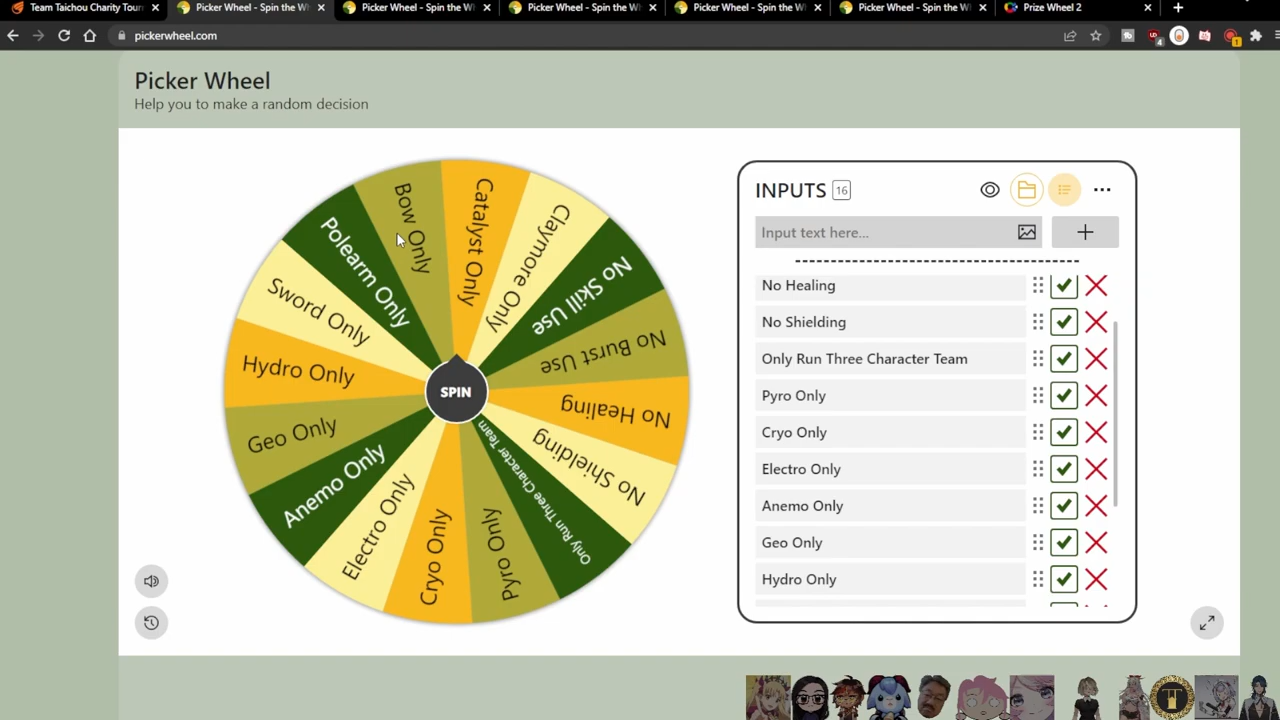 Team Taichou Charity Tour
Picker Wheel - Spin the W
Picker Wheel - Spin the W
Picker Wheel - Spin the W
Picker Wheel - Spin the W
Picker Wheel - Spin the W
Prize Wheel 2
pickerwheel.com
4
1
Picker Wheel
Help you to make a random decision
Bow Only
Catalyst Only
Claymore Only
No Skill Use
No Burst Use
No Healing
No Shielding
Only Run Three Character Team
Pyro Only
Cryo Only
Electro Only
Anemo Only
Geo Only
Hydro Only
Sword Only
Polearm Only
SPIN
INPUTS 16
Input text here...
No Healing
No Shielding
Only Run Three Character Team
Pyro Only
Cryo Only
Electro Only
Anemo Only
Geo Only
Hydro Only